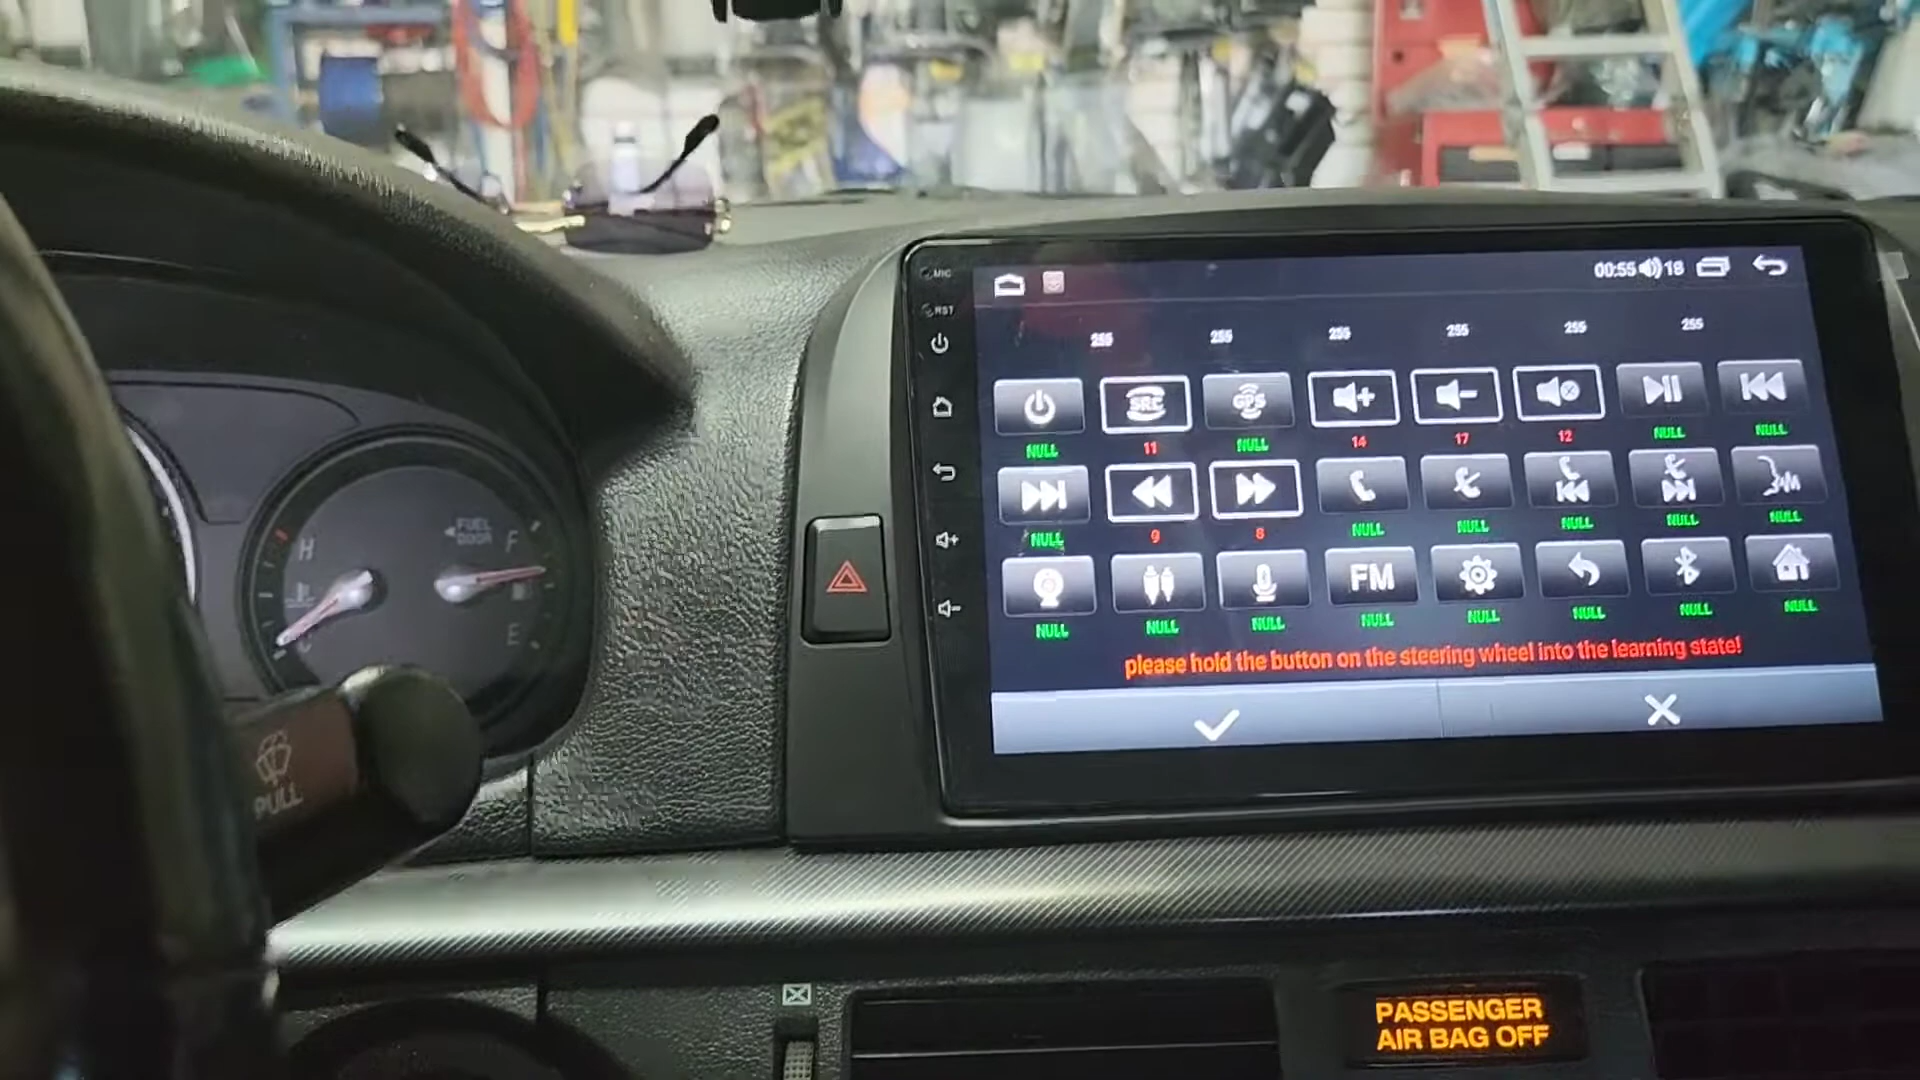 MIC
RST
00:55 18
255 255 255 255 255 255
SRC GPS
NULL 11 NULL 14 17 12 NULL NULL
NULL 9 8 NULL NULL NULL NULL NULL
FM
NULL NULL NULL NULL NULL NULL NULL NULL
please hold the button on the steering wheel into the learning state!
FUEL
DOOR
H
F
C
E
PULL
PASSENGER
AIR BAG OFF